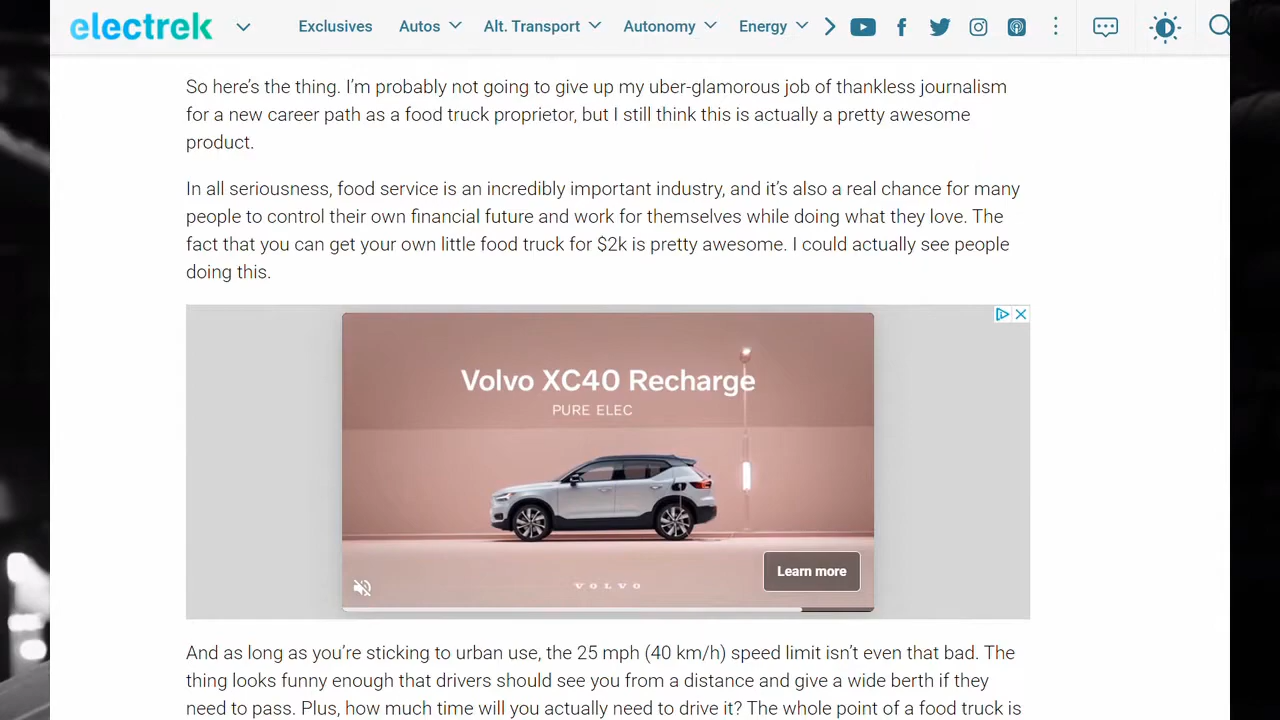 electrek Exclusives Autos Alt. Transport Autonomy Energy
So here’s the thing. I’m probably not going to give up my uber-glamorous job of thankless journalism
for a new career path as a food truck proprietor, but I still think this is actually a pretty awesome
product.
In all seriousness, food service is an incredibly important industry, and it’s also a real chance for many
people to control their own financial future and work for themselves while doing what they love. The
fact that you can get your own little food truck for $2k is pretty awesome. I could actually see people
doing this.
Volvo XC40 Recharge
PURE ELEC
Learn more
VOLVO
And as long as you’re sticking to urban use, the 25 mph (40 km/h) speed limit isn’t even that bad. The
thing looks funny enough that drivers should see you from a distance and give a wide berth if they
need to pass. Plus, how much time will you actually need to drive it? The whole point of a food truck is